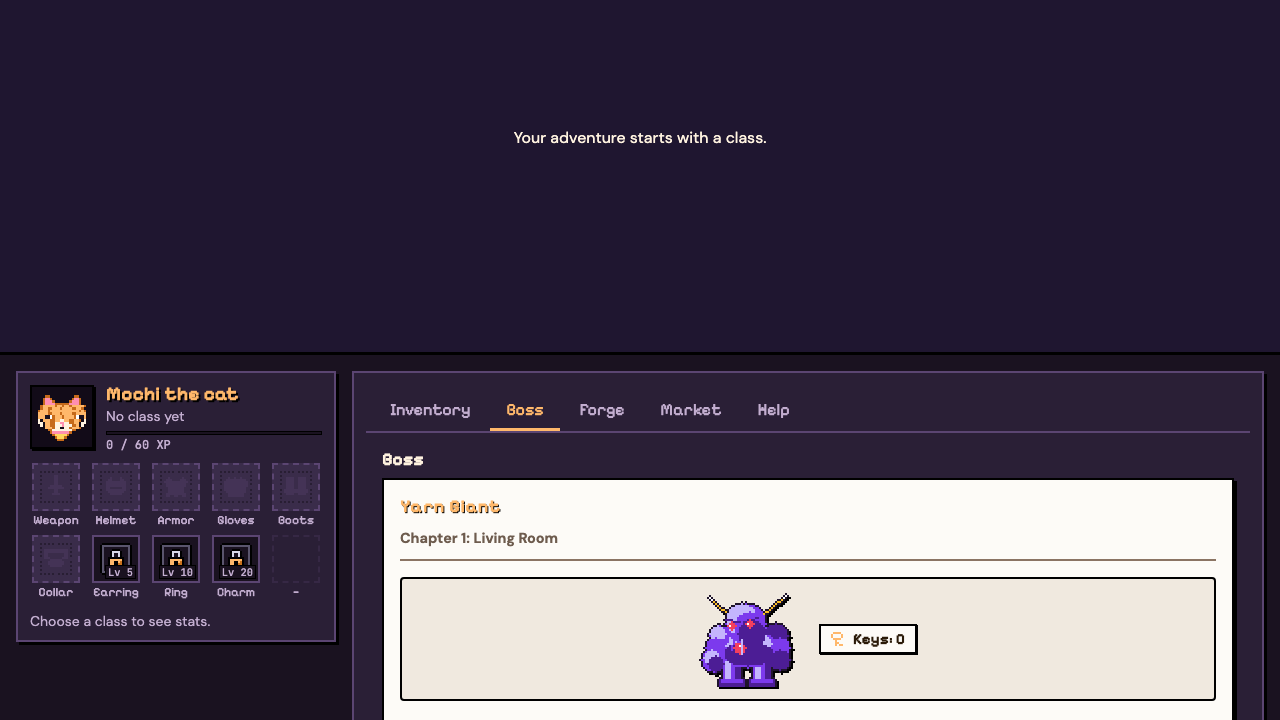 Your adventure starts with a class.
Mochi the cat
No class yet
0 / 60 XP
Weapon Helmet Armor Gloves Boots
Lv 5 Lv 10 Lv 20
Collar Earring Ring Charm -
Choose a class to see stats.
Inventory Boss Forge Market Help
Boss
Yarn Giant
Chapter 1: Living Room
Keys: 0